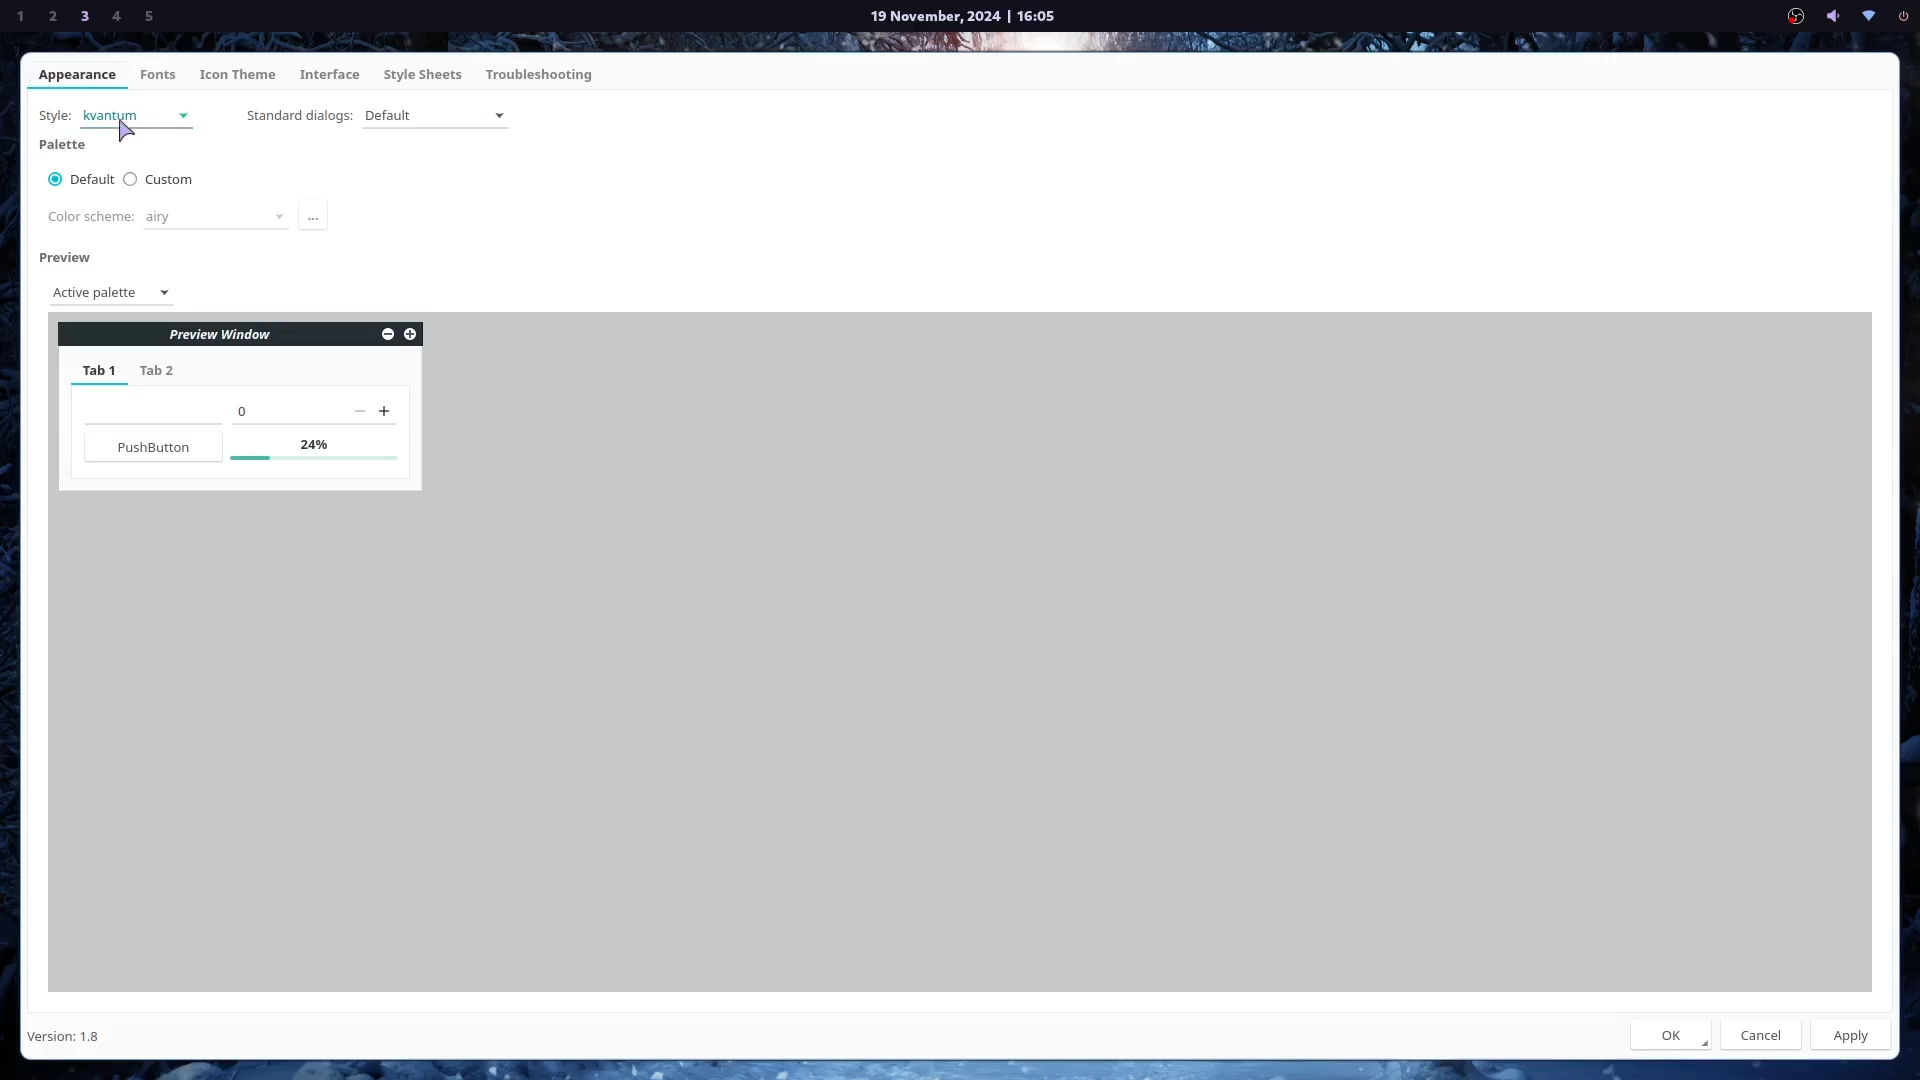 1 2 3 4 5 19 November, 2024 | 16:05
Appearance Fonts Icon Theme Interface Style Sheets Troubleshooting
Style: kvantum Standard dialogs: Default
Palette
Default Custom
Color scheme: airy ...
Preview
Active palette
Preview Window
Tab 1 Tab 2
0
PushButton 24%
Version: 1.8 OK Cancel Apply